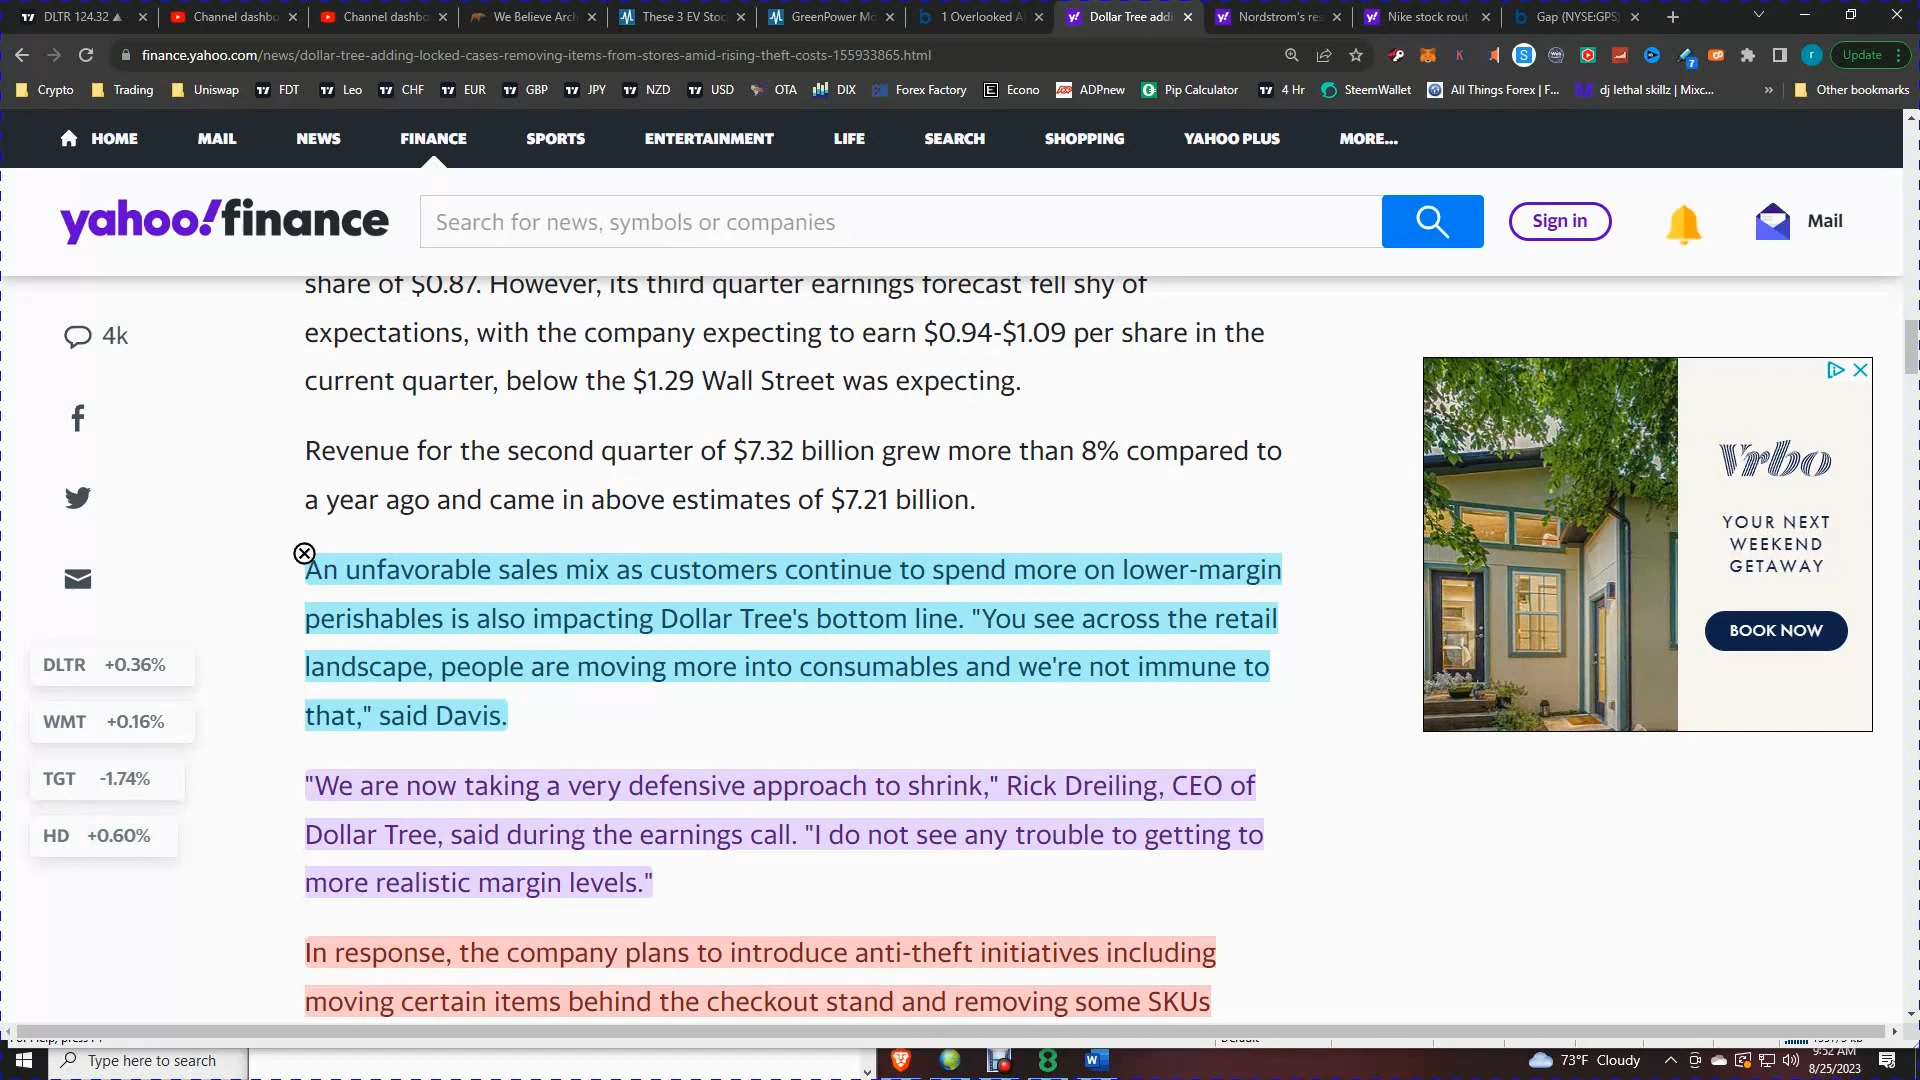 DLTR 124.32 ▲
Channel dashbo
Channel dashbo
We Believe Arch
These 3 EV Stoc
GreenPower Mo
1 Overlooked A
Dollar Tree addi
Nordstrom's res
Nike stock rout
Gap (NYSE:GPS)
finance.yahoo.com/news/dollar-tree-adding-locked-cases-removing-items-from-stores-amid-rising-theft-costs-155933865.html
Update
Crypto
Trading
Uniswap
FDT
Leo
CHF
EUR
GBP
JPY
NZD
USD
OTA
DIX
Forex Factory
Econo
ADPnew
Pip Calculator
4 Hr
SteemWallet
All Things Forex | F...
dj lethal skillz | Mixc...
»
Other bookmarks
HOME
MAIL
NEWS
FINANCE
SPORTS
ENTERTAINMENT
LIFE
SEARCH
SHOPPING
YAHOO PLUS
MORE...
yahoo!finance
Search for news, symbols or companies
Sign in
Mail
share of $0.87. However, its third quarter earnings forecast fell shy of
expectations, with the company expecting to earn $0.94-$1.09 per share in the
current quarter, below the $1.29 Wall Street was expecting.
Revenue for the second quarter of $7.32 billion grew more than 8% compared to
a year ago and came in above estimates of $7.21 billion.
An unfavorable sales mix as customers continue to spend more on lower-margin
perishables is also impacting Dollar Tree's bottom line. "You see across the retail
landscape, people are moving more into consumables and we're not immune to
that," said Davis.
"We are now taking a very defensive approach to shrink," Rick Dreiling, CEO of
Dollar Tree, said during the earnings call. "I do not see any trouble to getting to
more realistic margin levels."
In response, the company plans to introduce anti-theft initiatives including
moving certain items behind the checkout stand and removing some SKUs
4k
DLTR +0.36%
WMT +0.16%
TGT -1.74%
HD +0.60%
Vrbo
YOUR NEXT
WEEKEND
GETAWAY
BOOK NOW
Type here to search
73°F Cloudy
9:52 AM
8/25/2023